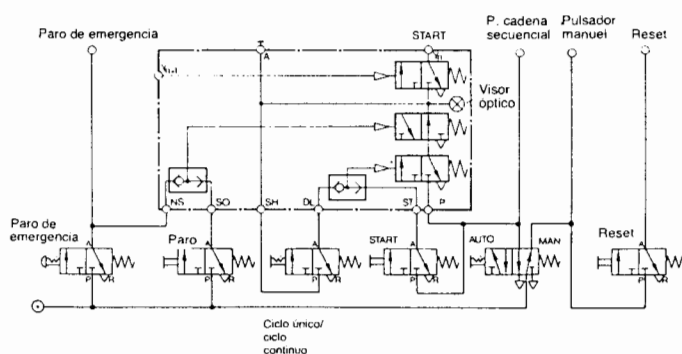 Paro de emergencia
START
P. cadena
secuencial
Pulsador
manuei
Reset
A
Visor
óptico
NS
SO
SH
DL
ST
P
Paro de
emergencia
A
P
R
Paro
A
P
R
START
A
P
R
AUTO
MAN
Reset
A
P
R
Ciclo único/
ciclo
continuo